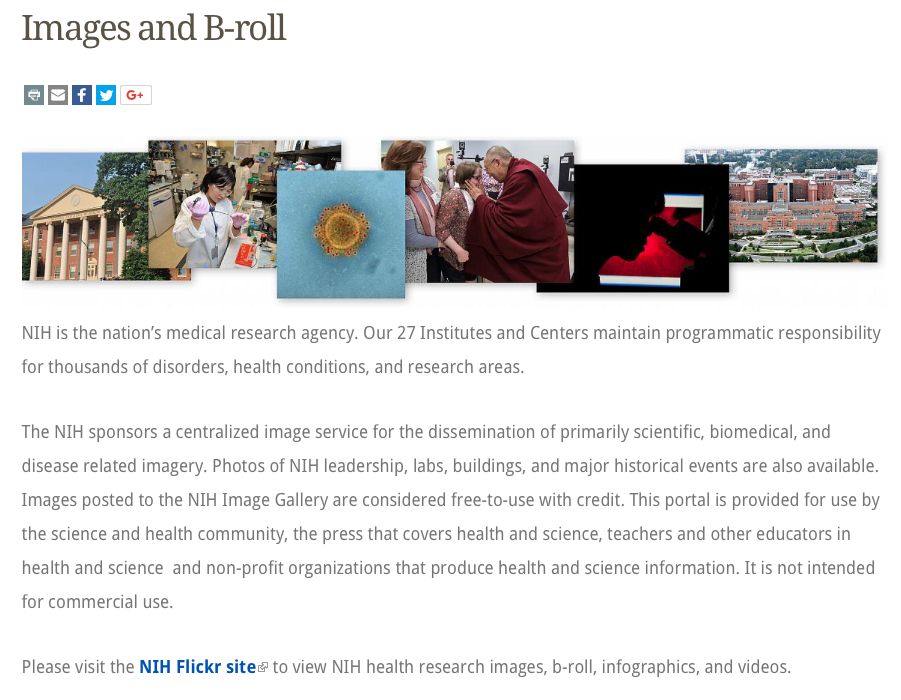 Images and B-roll
G+
NIH is the nation’s medical research agency. Our 27 Institutes and Centers maintain programmatic responsibility
for thousands of disorders, health conditions, and research areas.
The NIH sponsors a centralized image service for the dissemination of primarily scientific, biomedical, and
disease related imagery. Photos of NIH leadership, labs, buildings, and major historical events are also available.
Images posted to the NIH Image Gallery are considered free-to-use with credit. This portal is provided for use by
the science and health community, the press that covers health and science, teachers and other educators in
health and science  and non-profit organizations that produce health and science information. It is not intended
for commercial use.
Please visit the NIH Flickr site to view NIH health research images, b-roll, infographics, and videos.